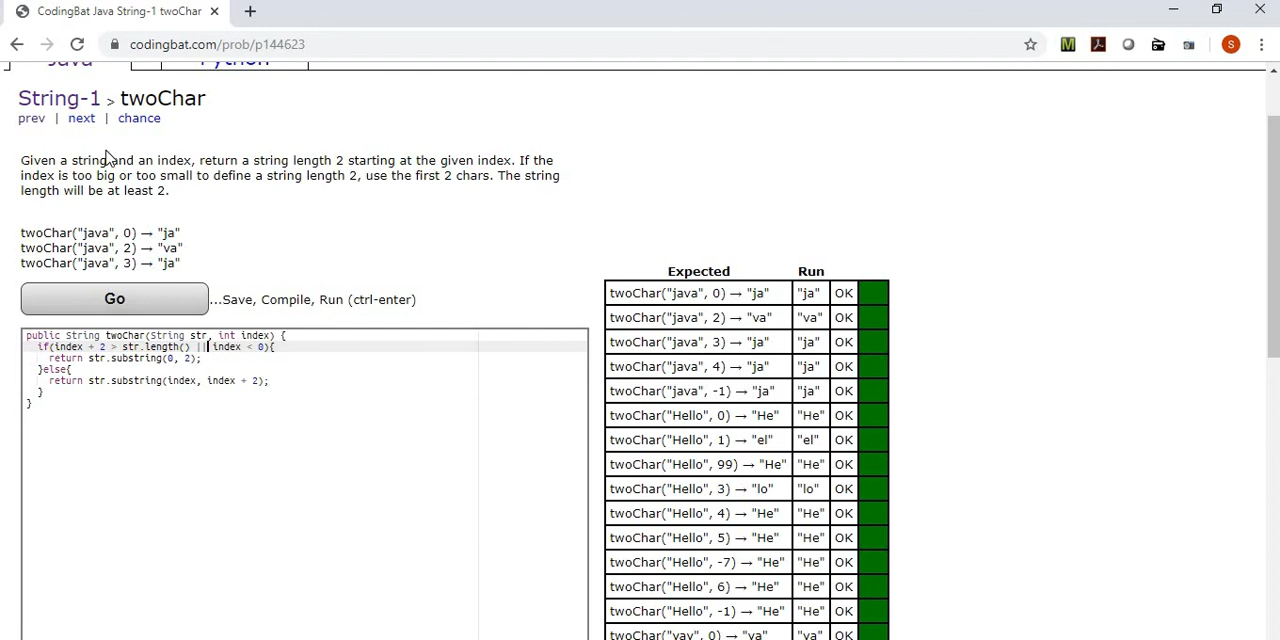 CodingBat Java String-1 twoChar
codingbat.com/prob/p144623
M
S
Java
Python
String-1 > twoChar
prev | next | chance
Given a string and an index, return a string length 2 starting at the given index. If the
index is too big or too small to define a string length 2, use the first 2 chars. The string
length will be at least 2.
twoChar("java", 0) → "ja"
twoChar("java", 2) → "va"
twoChar("java", 3) → "ja"
Go ...Save, Compile, Run (ctrl-enter)
public String twoChar(String str, int index) {
  if(index + 2 > str.length() || index < 0){
    return str.substring(0, 2);
  }else{
    return str.substring(index, index + 2);
  }
}
Expected Run
twoChar("java", 0) → "ja" "ja" OK
twoChar("java", 2) → "va" "va" OK
twoChar("java", 3) → "ja" "ja" OK
twoChar("java", 4) → "ja" "ja" OK
twoChar("java", -1) → "ja" "ja" OK
twoChar("Hello", 0) → "He" "He" OK
twoChar("Hello", 1) → "el" "el" OK
twoChar("Hello", 99) → "He" "He" OK
twoChar("Hello", 3) → "lo" "lo" OK
twoChar("Hello", 4) → "He" "He" OK
twoChar("Hello", 5) → "He" "He" OK
twoChar("Hello", -7) → "He" "He" OK
twoChar("Hello", 6) → "He" "He" OK
twoChar("Hello", -1) → "He" "He" OK
twoChar("yay", 0) → "ya" "ya" OK